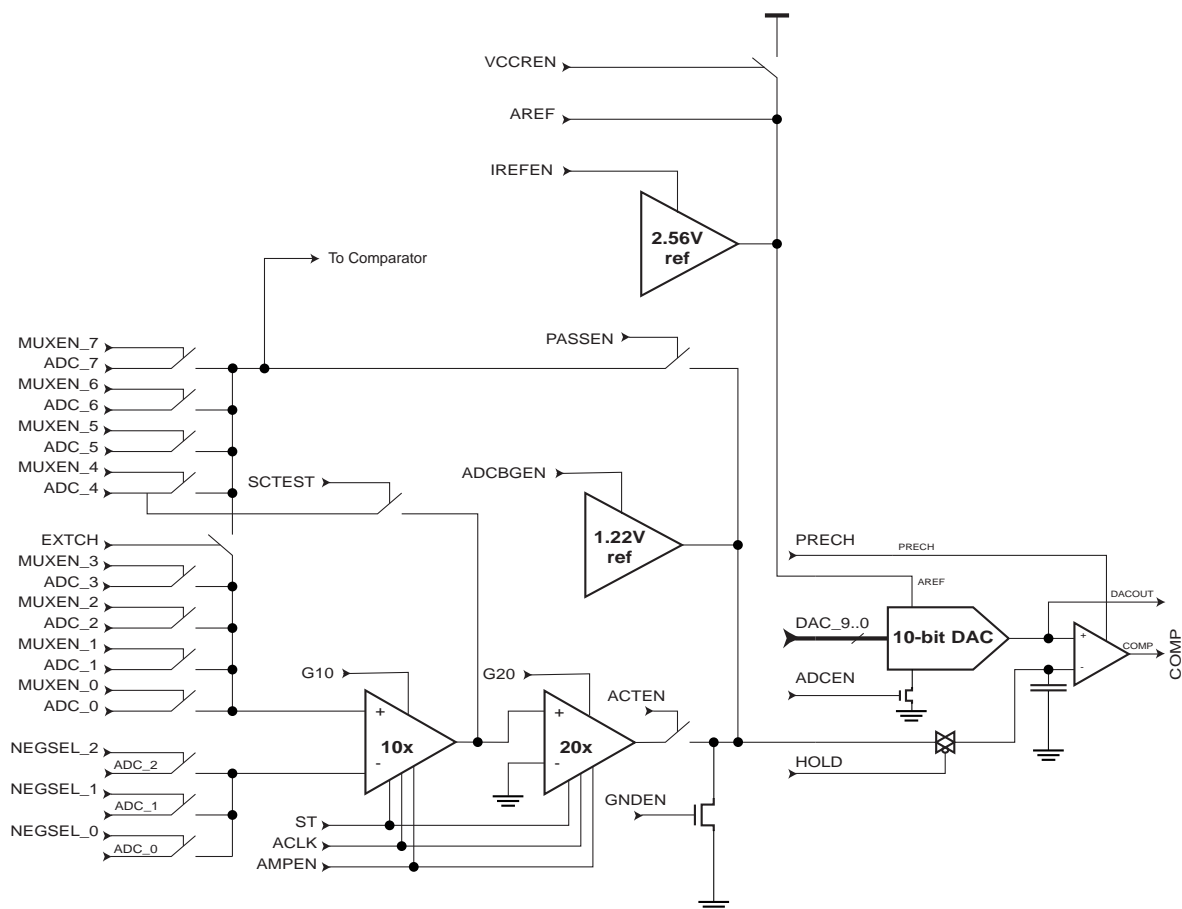 VCCREN
AREF
IREFEN
2.56V
ref
To Comparator
PASSEN
MUXEN_7
ADC_7
MUXEN_6
ADC_6
MUXEN_5
ADC_5
MUXEN_4
ADC_4
SCTEST
ADCBGEN
1.22V
ref
EXTCH
MUXEN_3
ADC_3
MUXEN_2
ADC_2
MUXEN_1
ADC_1
MUXEN_0
ADC_0
PRECH
PRECH
AREF
DACOUT
DAC_9..0
10-bit DAC
+
-
COMP
COMP
ADCEN
G10
G20
ACTEN
+
10x
-
+
20x
-
NEGSEL_2
ADC_2
NEGSEL_1
ADC_1
NEGSEL_0
ADC_0
HOLD
GNDEN
ST
ACLK
AMPEN